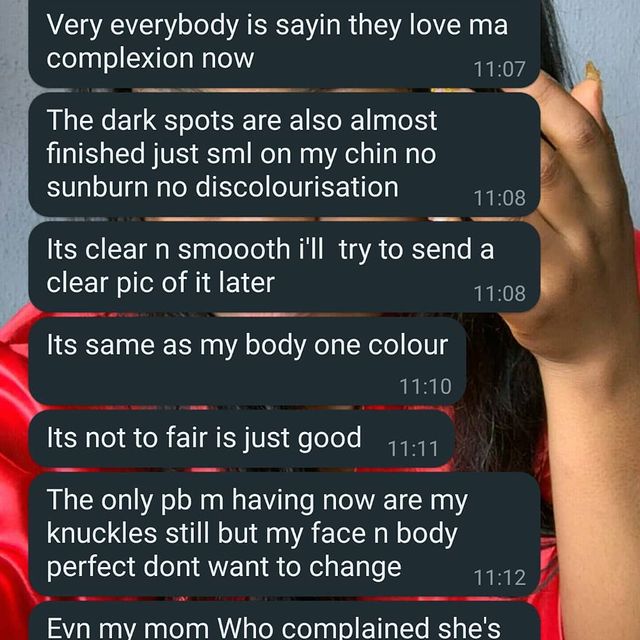 Very everybody is sayin they love ma
complexion now
11:07
The dark spots are also almost
finished just sml on my chin no
sunburn no discolourisation
11:08
Its clear n smoooth i'll  try to send a
clear pic of it later
11:08
Its same as my body one colour
11:10
Its not to fair is just good
11:11
The only pb m having now are my
knuckles still but my face n body
perfect dont want to change
11:12
Evn my mom Who complained she's